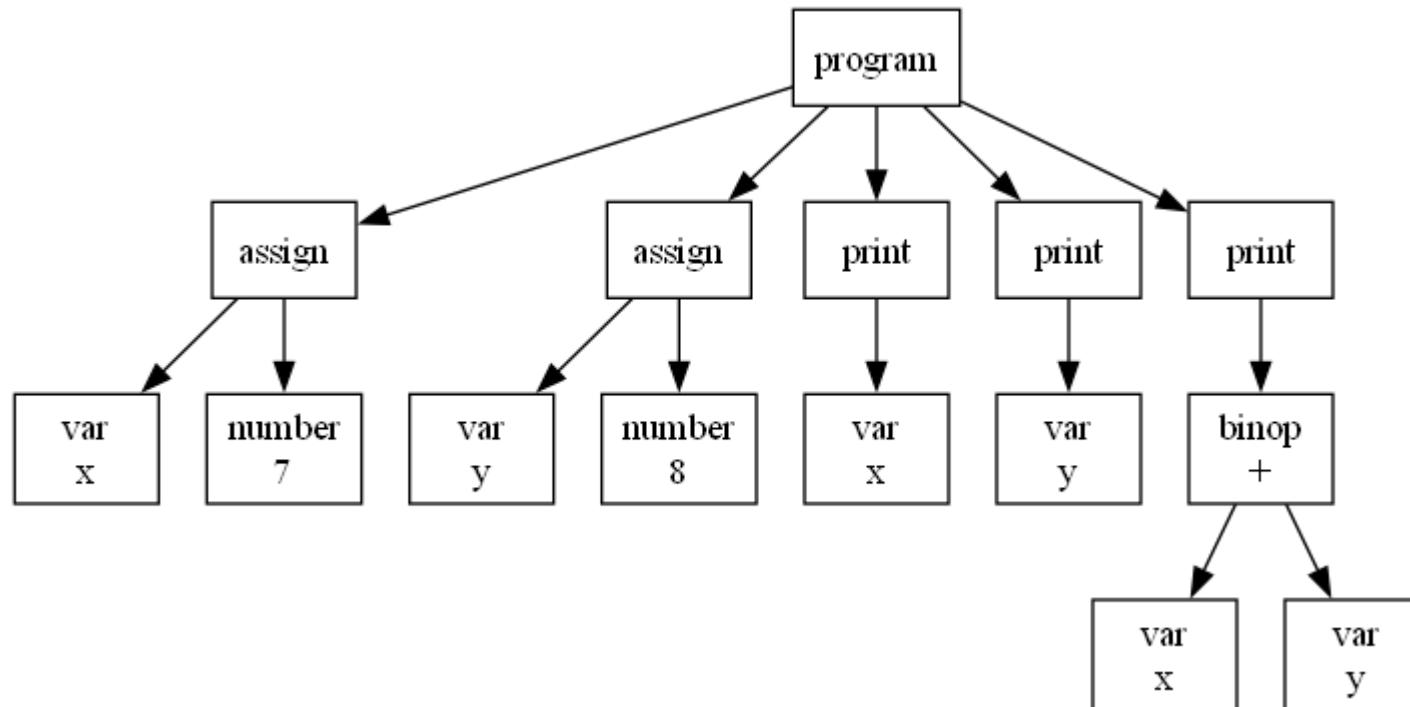 program
assign
assign
print
print
print
var
x
number
7
var
y
number
8
var
x
var
y
binop
+
var
x
var
y